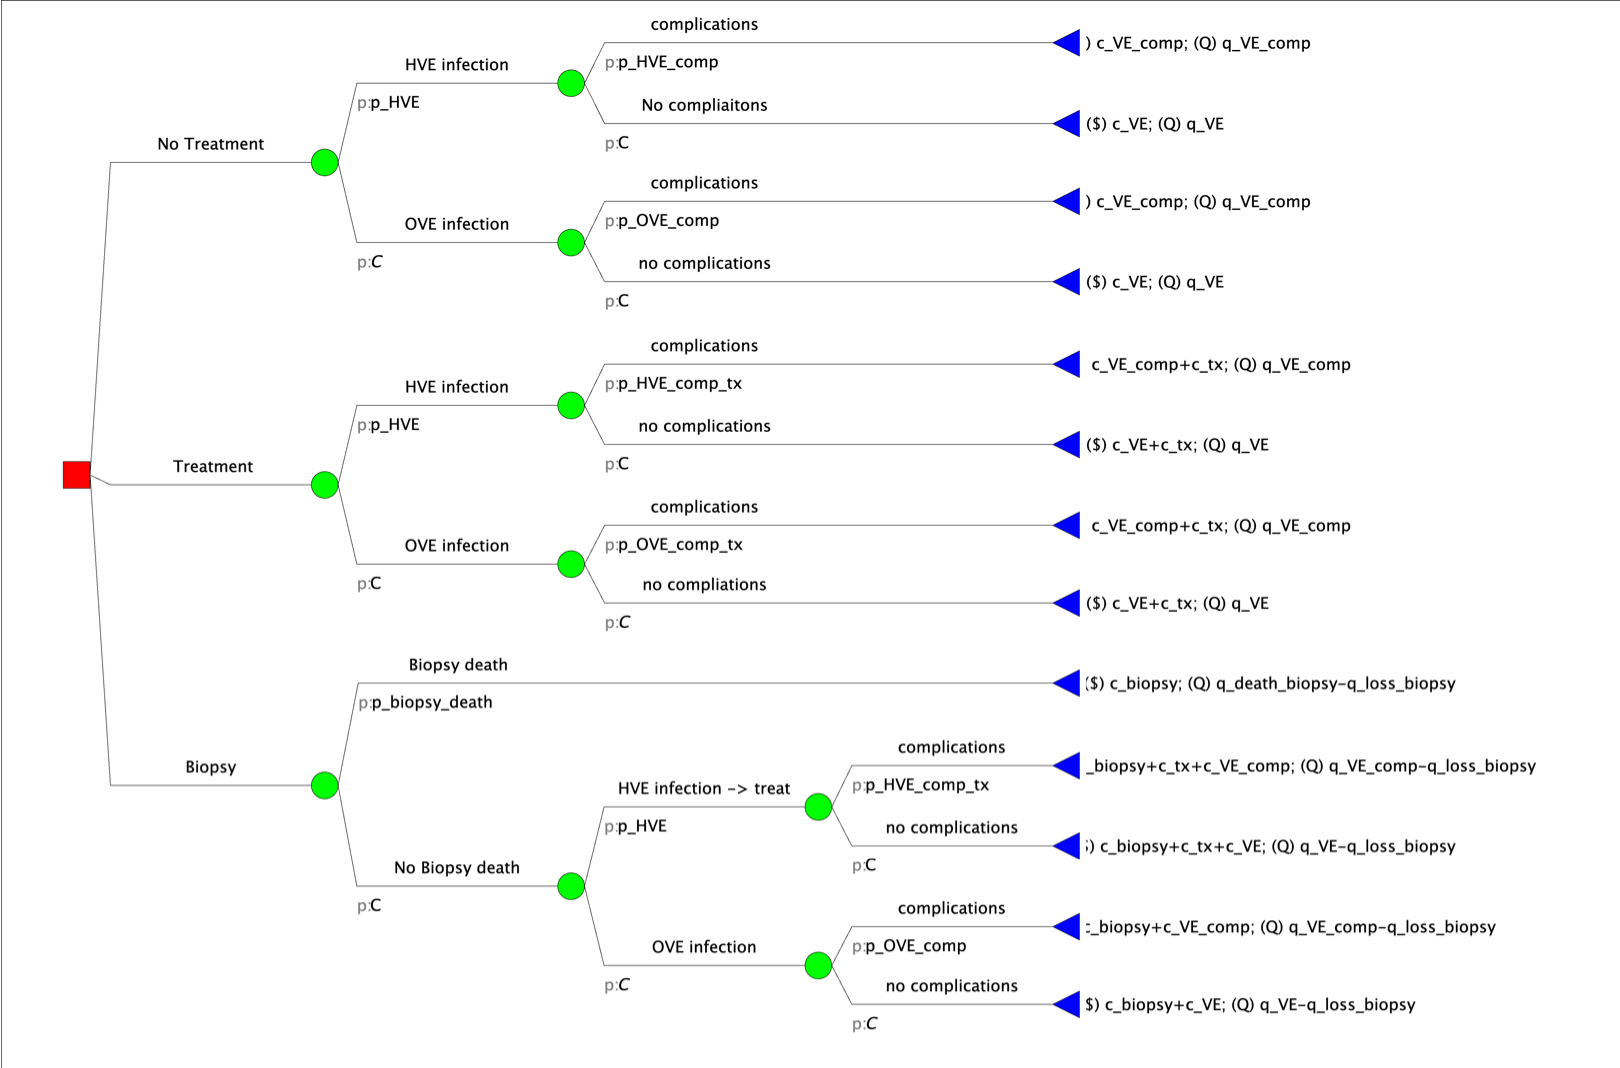 complications
p:p_HVE_comp
) c_VE_comp; (Q) q_VE_comp
HVE infection
p:p_HVE
No compliaitons
p:C
($) c_VE; (Q) q_VE
No Treatment
complications
p:p_OVE_comp
) c_VE_comp; (Q) q_VE_comp
OVE infection
p:C
no complications
p:C
($) c_VE; (Q) q_VE
complications
p:p_HVE_comp_tx
c_VE_comp+c_tx; (Q) q_VE_comp
HVE infection
p:p_HVE
no complications
p:C
($) c_VE+c_tx; (Q) q_VE
Treatment
complications
p:p_OVE_comp_tx
c_VE_comp+c_tx; (Q) q_VE_comp
OVE infection
p:C
no compliations
p:C
($) c_VE+c_tx; (Q) q_VE
Biopsy death
p:p_biopsy_death
($) c_biopsy; (Q) q_death_biopsy-q_loss_biopsy
Biopsy
complications
p:p_HVE_comp_tx
_biopsy+c_tx+c_VE_comp; (Q) q_VE_comp-q_loss_biopsy
HVE infection -> treat
p:p_HVE
no complications
p:C
) c_biopsy+c_tx+c_VE; (Q) q_VE-q_loss_biopsy
No Biopsy death
p:C
complications
p:p_OVE_comp
c_biopsy+c_VE_comp; (Q) q_VE_comp-q_loss_biopsy
OVE infection
p:C
no complications
p:C
$) c_biopsy+c_VE; (Q) q_VE-q_loss_biopsy